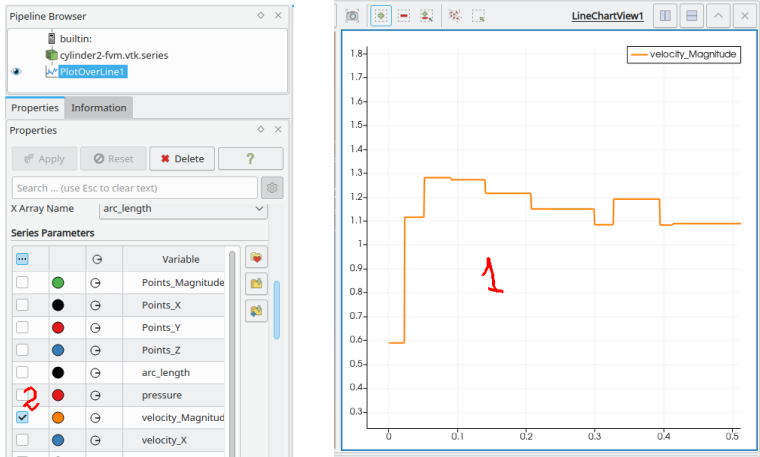 Pipeline Browser
builtin:
cylinder2-fvm.vtk.series
PlotOverLine1
Properties Information
Properties
Apply Reset Delete ?
Search ... (use Esc to clear text)
X Array Name arc_length
Series Parameters
Variable
Points_Magnitude
Points_X
Points_Y
Points_Z
arc_length
pressure
2
velocity_Magnitud
velocity_X
LineChartView1
velocity_Magnitude
1.8
1.7
1.6
1.5
1.4
1.3
1.2
1.1
1
0.9
0.8
0.7
0.6
0.5
0.4
0.3
1
0 0.1 0.2 0.3 0.4 0.5